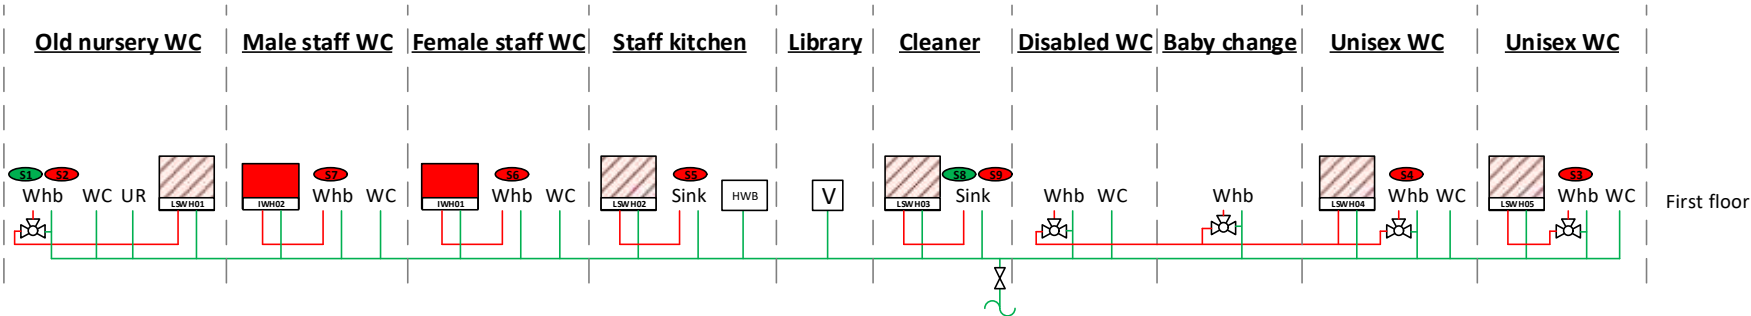 Old nursery WC
Male staff WC
Female staff WC
Staff kitchen
Library
Cleaner
Disabled WC
Baby change
Unisex WC
Unisex WC
S1 S2
Whb WC UR
LSWH01
IWH02
S7
Whb WC
IWH01
S6
Whb WC
LSWH02
S5
Sink
HWB
V
LSWH03
S8 S9
Sink
Whb WC
Whb
LSWH04
S4
Whb WC
LSWH05
S3
Whb WC
First floor